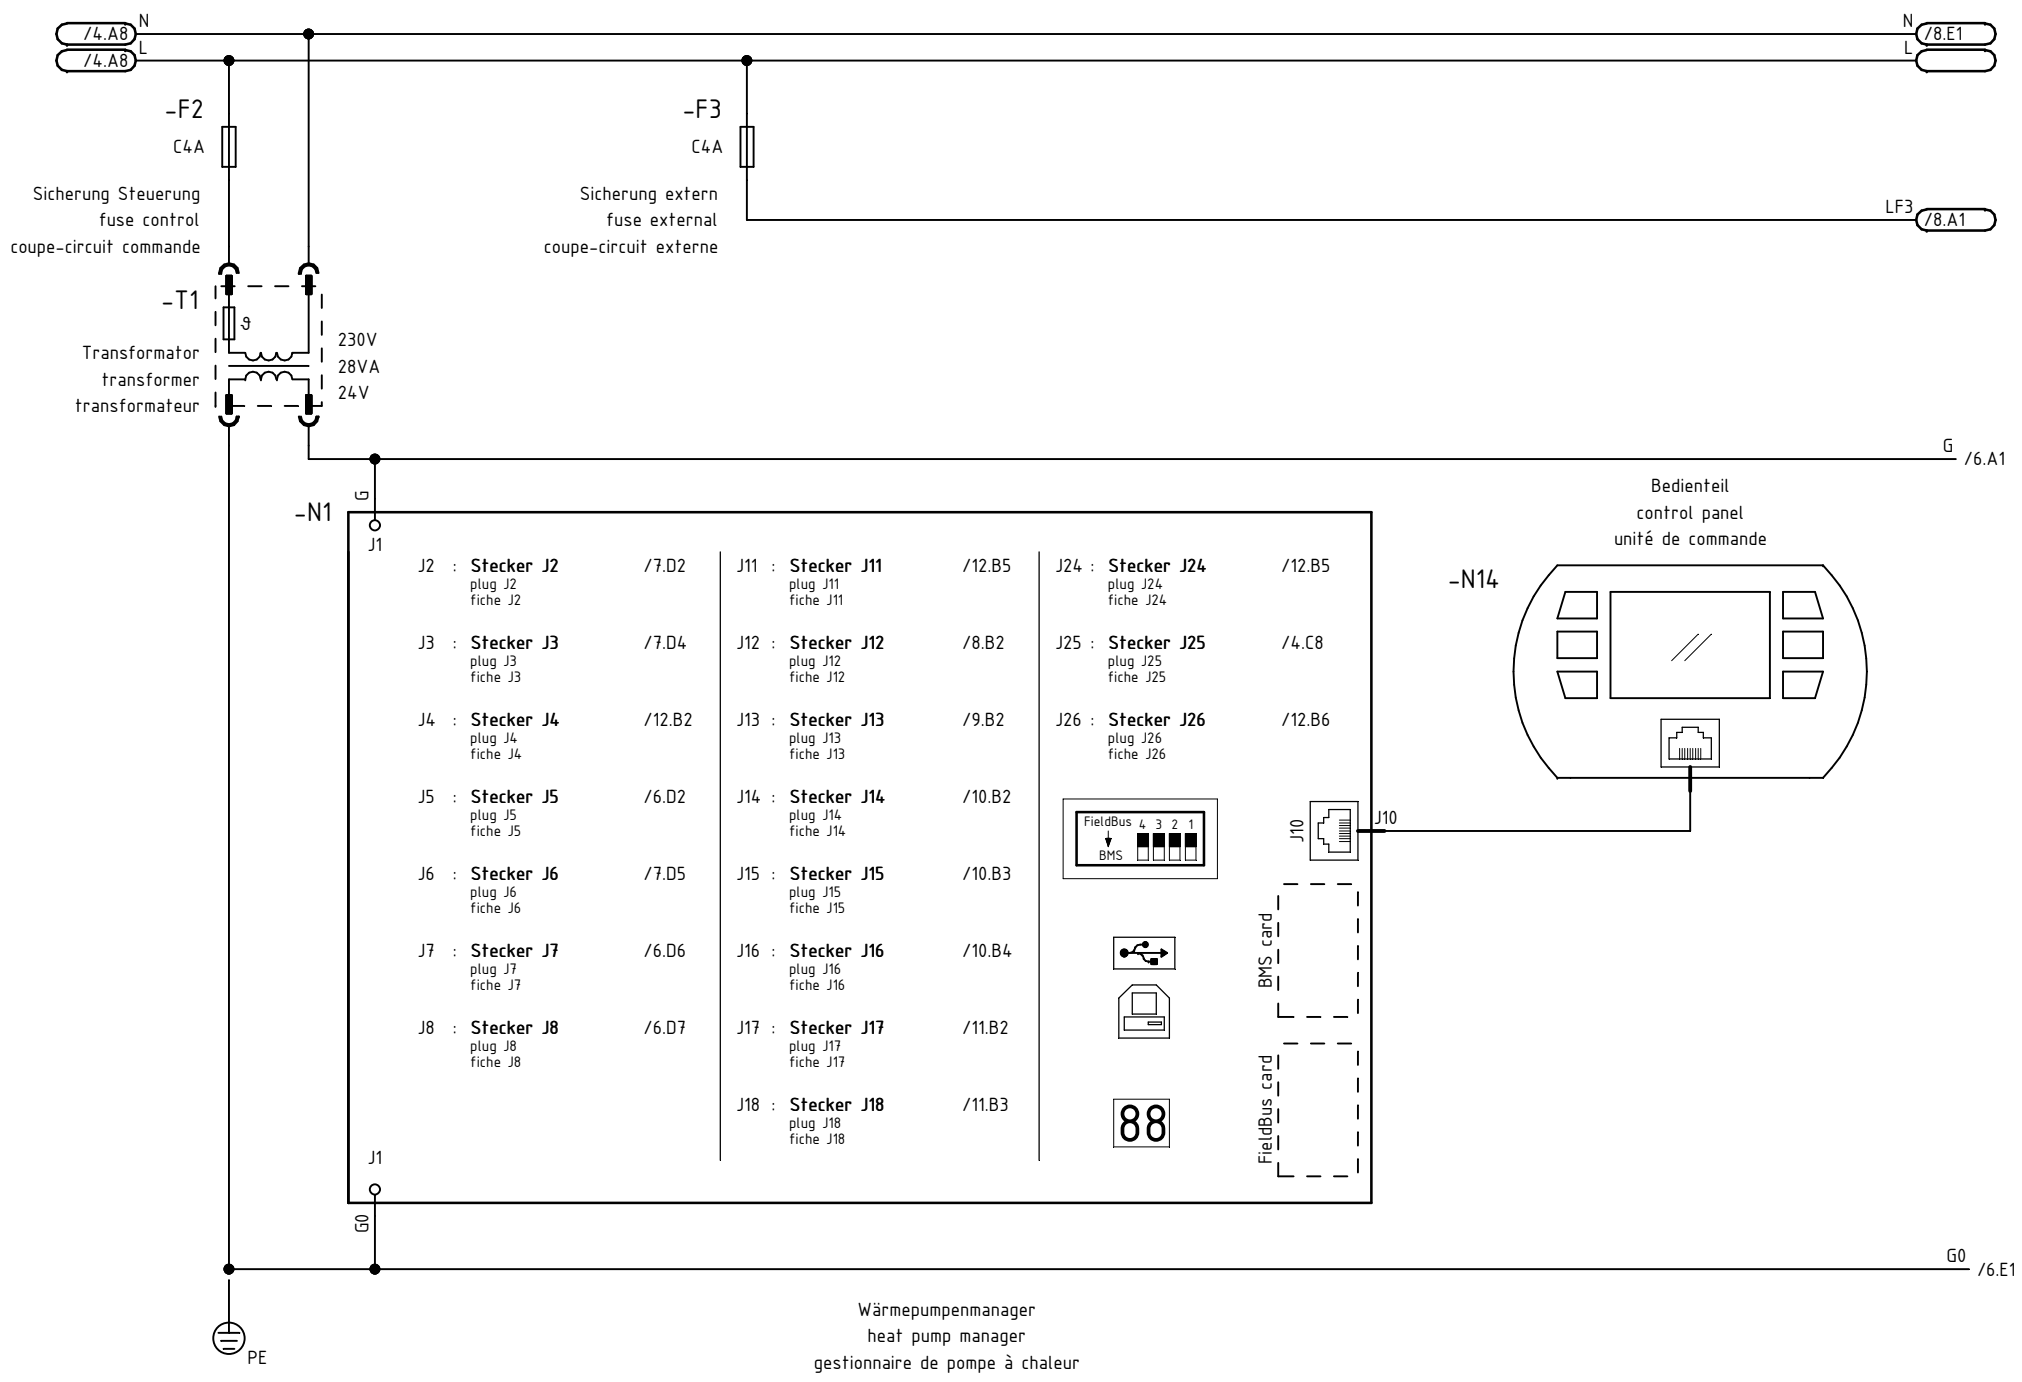 /4.A8 N N /8.E1
/4.A8 L L
-F2
C4A
Sicherung Steuerung
fuse control
coupe-circuit commande
-F3
C4A
Sicherung extern
fuse external
coupe-circuit externe
LF3 /8.A1
-T1
ϑ
Transformator
transformer
transformateur
230V
28VA
24V
G /6.A1
G
-N1
J1
J2 : Stecker J2 /7.D2
plug J2
fiche J2
J3 : Stecker J3 /7.D4
plug J3
fiche J3
J4 : Stecker J4 /12.B2
plug J4
fiche J4
J5 : Stecker J5 /6.D2
plug J5
fiche J5
J6 : Stecker J6 /7.D5
plug J6
fiche J6
J7 : Stecker J7 /6.D6
plug J7
fiche J7
J8 : Stecker J8 /6.D7
plug J8
fiche J8
J11 : Stecker J11 /12.B5
plug J11
fiche J11
J12 : Stecker J12 /8.B2
plug J12
fiche J12
J13 : Stecker J13 /9.B2
plug J13
fiche J13
J14 : Stecker J14 /10.B2
plug J14
fiche J14
J15 : Stecker J15 /10.B3
plug J15
fiche J15
J16 : Stecker J16 /10.B4
plug J16
fiche J16
J17 : Stecker J17 /11.B2
plug J17
fiche J17
J18 : Stecker J18 /11.B3
plug J18
fiche J18
J24 : Stecker J24 /12.B5
plug J24
fiche J24
J25 : Stecker J25 /4.C8
plug J25
fiche J25
J26 : Stecker J26 /12.B6
plug J26
fiche J26
FieldBus 4 3 2 1
BMS
J10
J10
BMS card
FieldBus card
88
Bedienteil
control panel
unité de commande
-N14
J1
G0
G0 /6.E1
PE
Wärmepumpenmanager
heat pump manager
gestionnaire de pompe à chaleur